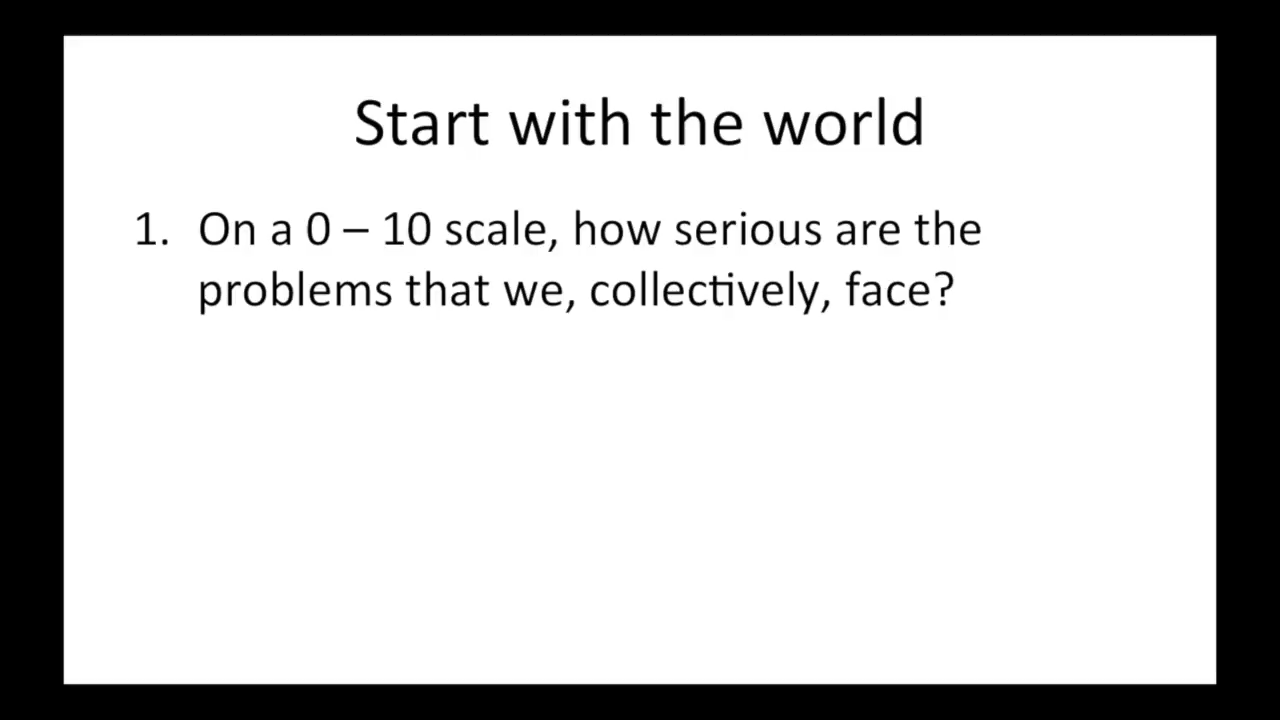 Start with the world
1. On a 0 – 10 scale, how serious are the
problems that we, collectively, face?